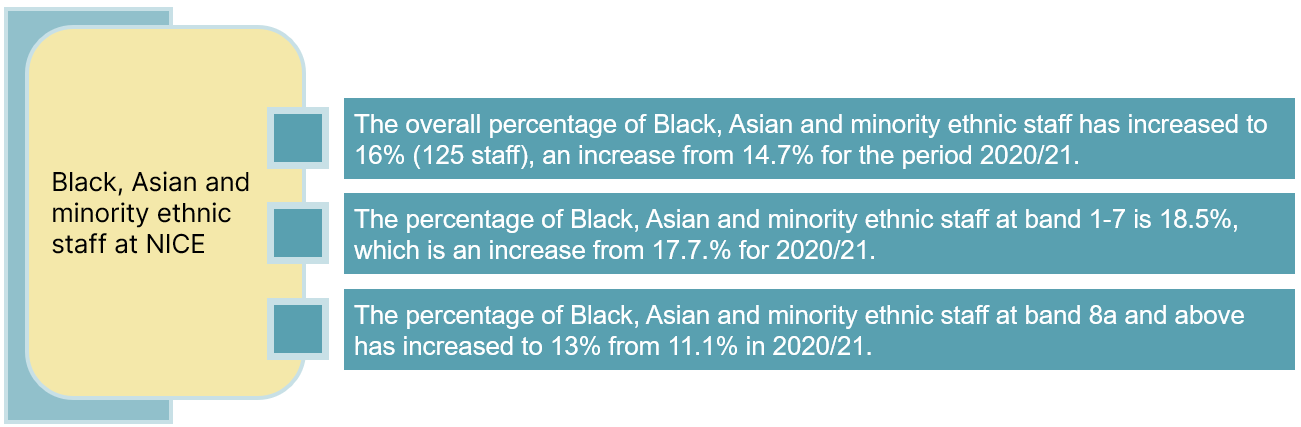 Black, Asian and
minority ethnic
staff at NICE
The overall percentage of Black, Asian and minority ethnic staff has increased to
16% (125 staff), an increase from 14.7% for the period 2020/21.
The percentage of Black, Asian and minority ethnic staff at band 1-7 is 18.5%,
which is an increase from 17.7.% for 2020/21.
The percentage of Black, Asian and minority ethnic staff at band 8a and above
has increased to 13% from 11.1% in 2020/21.